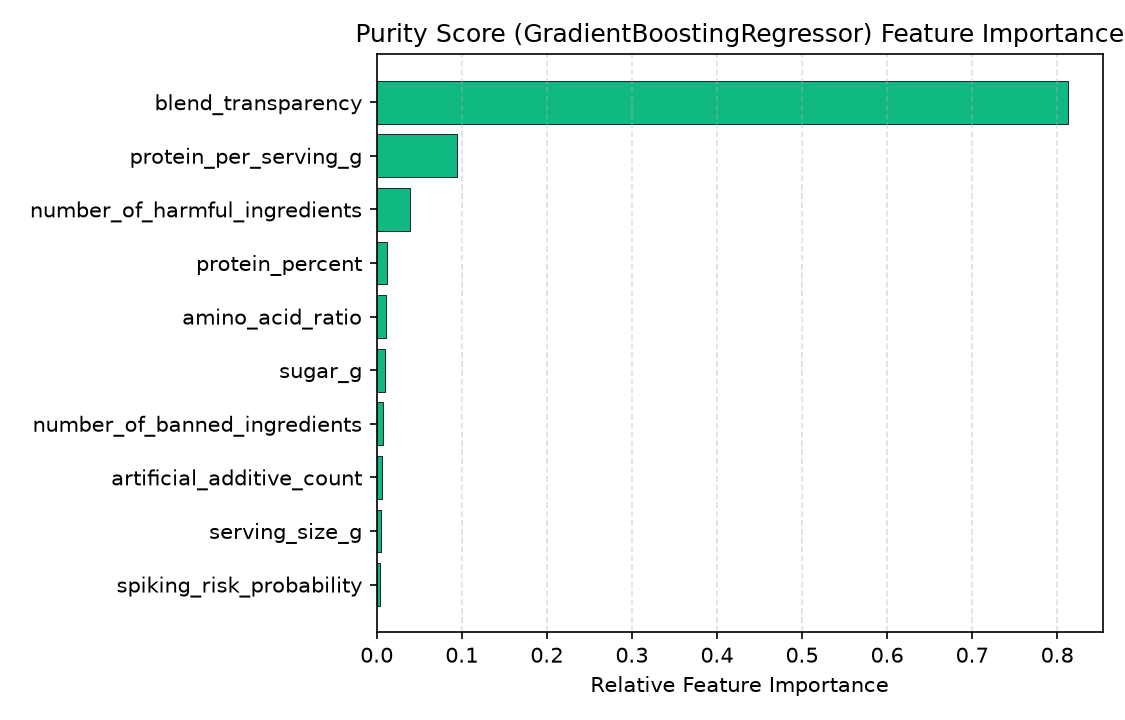 Purity Score (GradientBoostingRegressor) Feature Importance
blend_transparency
protein_per_serving_g
number_of_harmful_ingredients
protein_percent
amino_acid_ratio
sugar_g
number_of_banned_ingredients
artificial_additive_count
serving_size_g
spiking_risk_probability
0.0 0.1 0.2 0.3 0.4 0.5 0.6 0.7 0.8
Relative Feature Importance